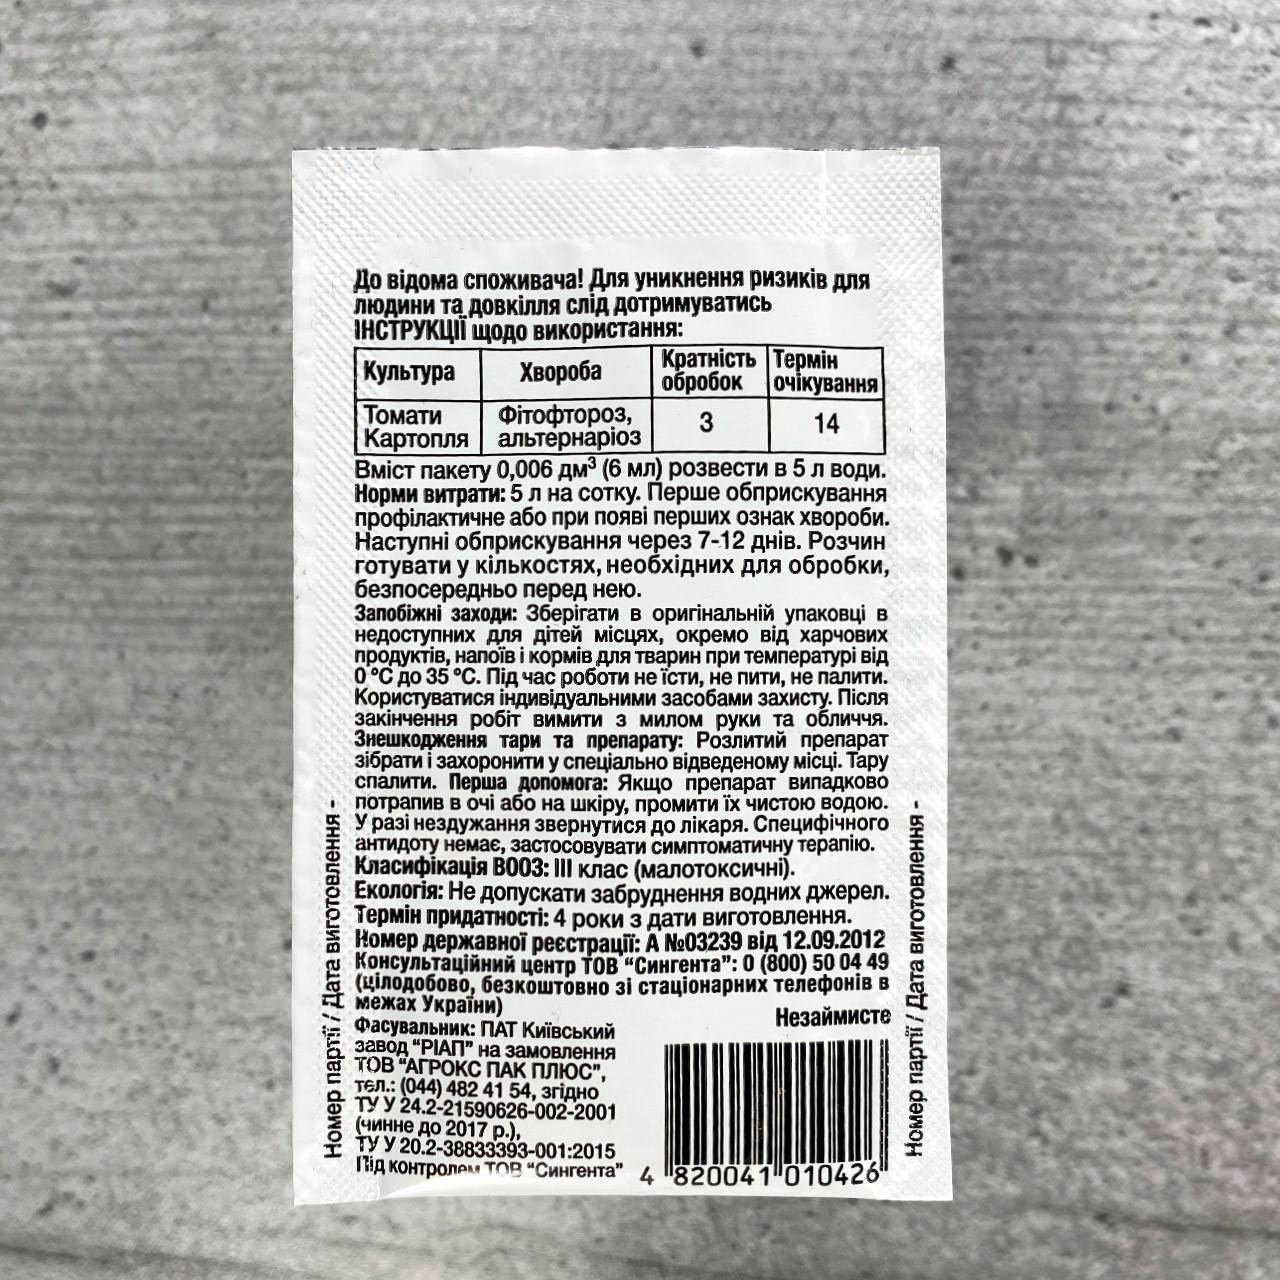 До відома споживача! Для уникнення ризиків для
людини та довкілля слід дотримуватись
ІНСТРУКЦІЇ щодо використання:
Культура Хвороба Кратність обробок Термін очікування
Томати Картопля Фітофтороз, альтернаріоз 3 14
Вміст пакету 0,006 дм³ (6 мл) розвести в 5 л води.
Норми витрати: 5 л на сотку. Перше обприскування
профілактичне або при появі перших ознак хвороби.
Наступні обприскування через 7-12 днів. Розчин
готувати у кількостях, необхідних для обробки,
безпосередньо перед нею.
Запобіжні заходи: Зберігати в оригінальній упаковці в
недоступних для дітей місцях, окремо від харчових
продуктів, напоїв і кормів для тварин при температурі від
0 °С до 35 °С. Під час роботи не їсти, не пити, не палити.
Користуватися індивідуальними засобами захисту. Після
закінчення робіт вимити з милом руки та обличчя.
Знешкодження тари та препарату: Розлитий препарат
зібрати і захоронити у спеціально відведеному місці. Тару
спалити. Перша допомога: Якщо препарат випадково
потрапив в очі або на шкіру, промити їх чистою водою.
У разі нездужання звернутися до лікаря. Специфічного
антидоту немає, застосовувати симптоматичну терапію.
Класифікація ВООЗ: III клас (малотоксичні).
Екологія: Не допускати забруднення водних джерел.
Термін придатності: 4 роки з дати виготовлення.
Номер державної реєстрації: А №03239 від 12.09.2012
Консультаційний центр ТОВ "Сингента": 0 (800) 50 04 49
(цілодобово, безкоштовно зі стаціонарних телефонів в
межах України)
Незаймисте
Фасувальник: ПАТ Київський
завод "РІАП" на замовлення
ТОВ "АГРОКС ПАК ПЛЮС",
тел.: (044) 482 41 54, згідно
ТУ У 24.2-21590626-002-2001
(чинне до 2017 р.),
ТУ У 20.2-38833393-001:2015
Під контролем ТОВ "Сингента"
4 820041 010426
Номер партії / Дата виготовлення -
Номер партії / Дата виготовлення -